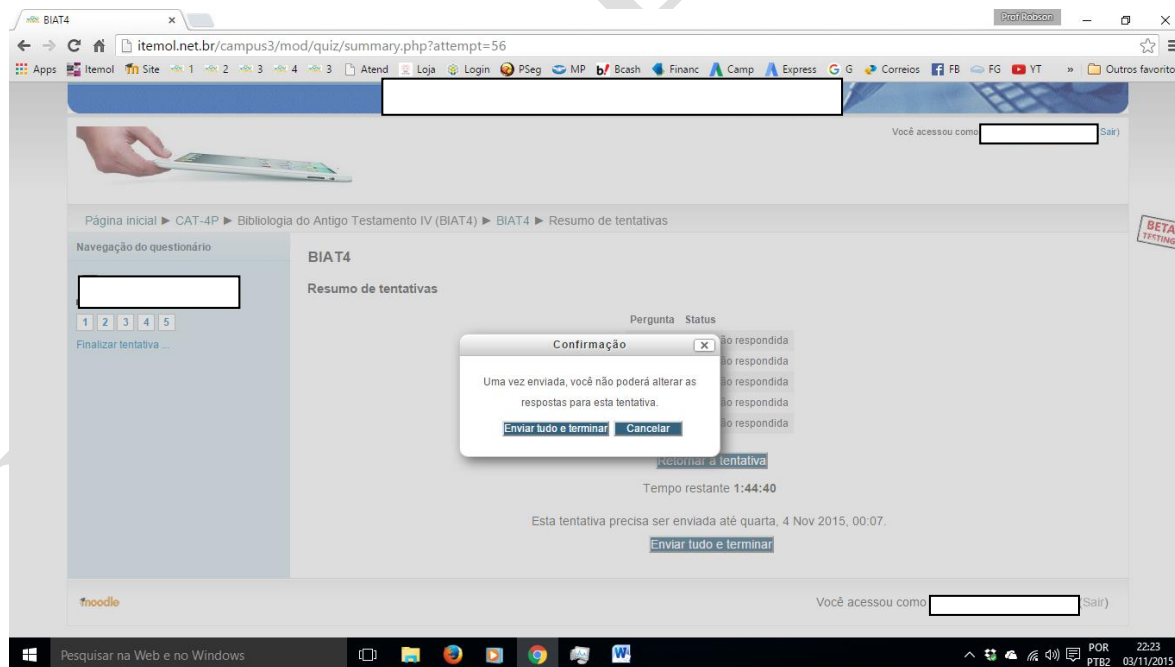 BIAT4
Prof Robson
itemol.net.br/campus3/mod/quiz/summary.php?attempt=56
Apps Itemol Site 1 2 3 4 3 Atend Loja Login PSeg MP Bcash Financ Camp Express G Correios FB FG YT » Outros favorito
Você acessou como Sair)
Página inicial ► CAT-4P ► Bibliologia do Antigo Testamento IV (BIAT4) ► BIAT4 ► Resumo de tentativas
BETA
TESTING
Navegação do questionário
1 2 3 4 5
Finalizar tentativa ...
BIAT4
Resumo de tentativas
Pergunta Status
ão respondida
ão respondida
ão respondida
ão respondida
ão respondida
Confirmação x
Uma vez enviada, você não poderá alterar as
respostas para esta tentativa.
Enviar tudo e terminar Cancelar
Retornar à tentativa
Tempo restante 1:44:40
Esta tentativa precisa ser enviada até quarta, 4 Nov 2015, 00:07.
Enviar tudo e terminar
moodle
Você acessou como (Sair)
Pesquisar na Web e no Windows
POR 22:23
PTB2 03/11/2015